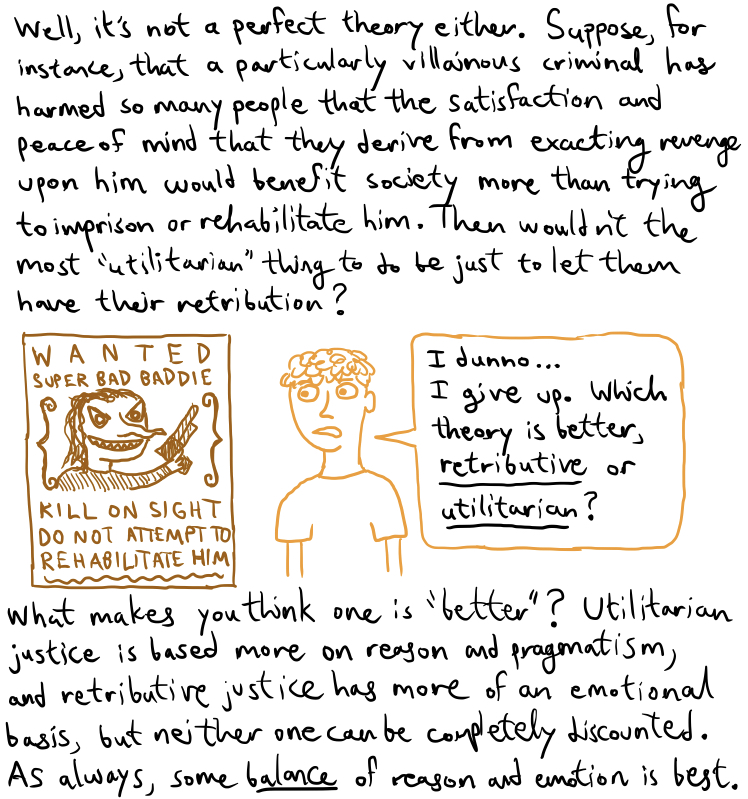 Well, it's not a perfect theory either. Suppose, for
instance, that a particularly villainous criminal has
harmed so many people that the satisfaction and
peace of mind that they derive from exacting revenge
upon him would benefit society more than trying
to imprison or rehabilitate him. Then wouldn't the
most "utilitarian" thing to do be just to let them
have their retribution?
WANTED
SUPER BAD BADDIE
KILL ON SIGHT
DO NOT ATTEMPT TO
REHABILITATE HIM
I dunno...
I give up. Which
theory is better,
retributive or
utilitarian?
What makes you think one is "better"? Utilitarian
justice is based more on reason and pragmatism,
and retributive justice has more of an emotional
basis, but neither one can be completely discounted.
As always, some balance of reason and emotion is best.